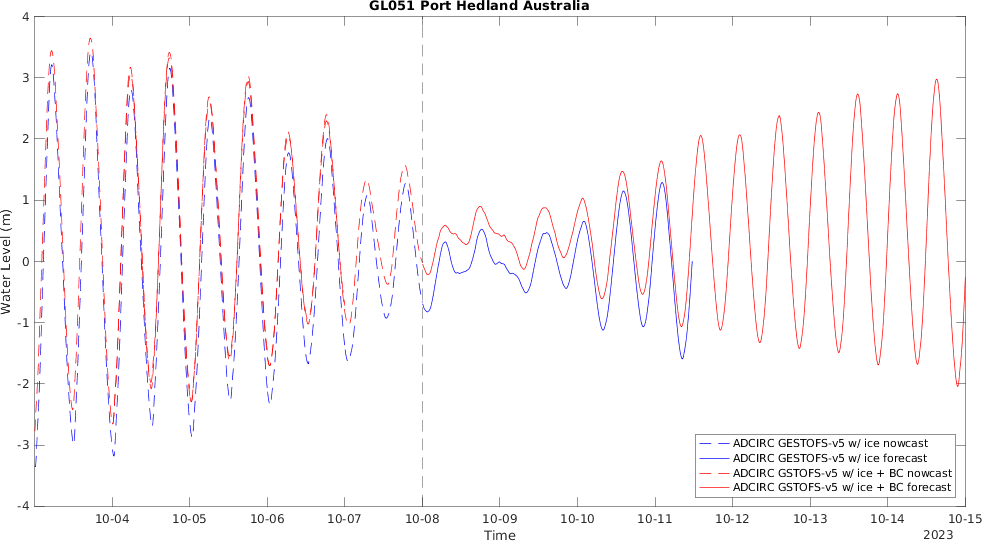 GL051 Port Hedland Australia
4
3
2
1
0
-1
-2
-3
-4
Water Level (m)
ADCIRC GESTOFS-v5 w/ ice nowcast
ADCIRC GESTOFS-v5 w/ ice forecast
ADCIRC GSTOFS-v5 w/ ice + BC nowcast
ADCIRC GSTOFS-v5 w/ ice + BC forecast
10-04 10-05 10-06 10-07 10-08 10-09 10-10 10-11 10-12 10-13 10-14 10-15
Time
2023